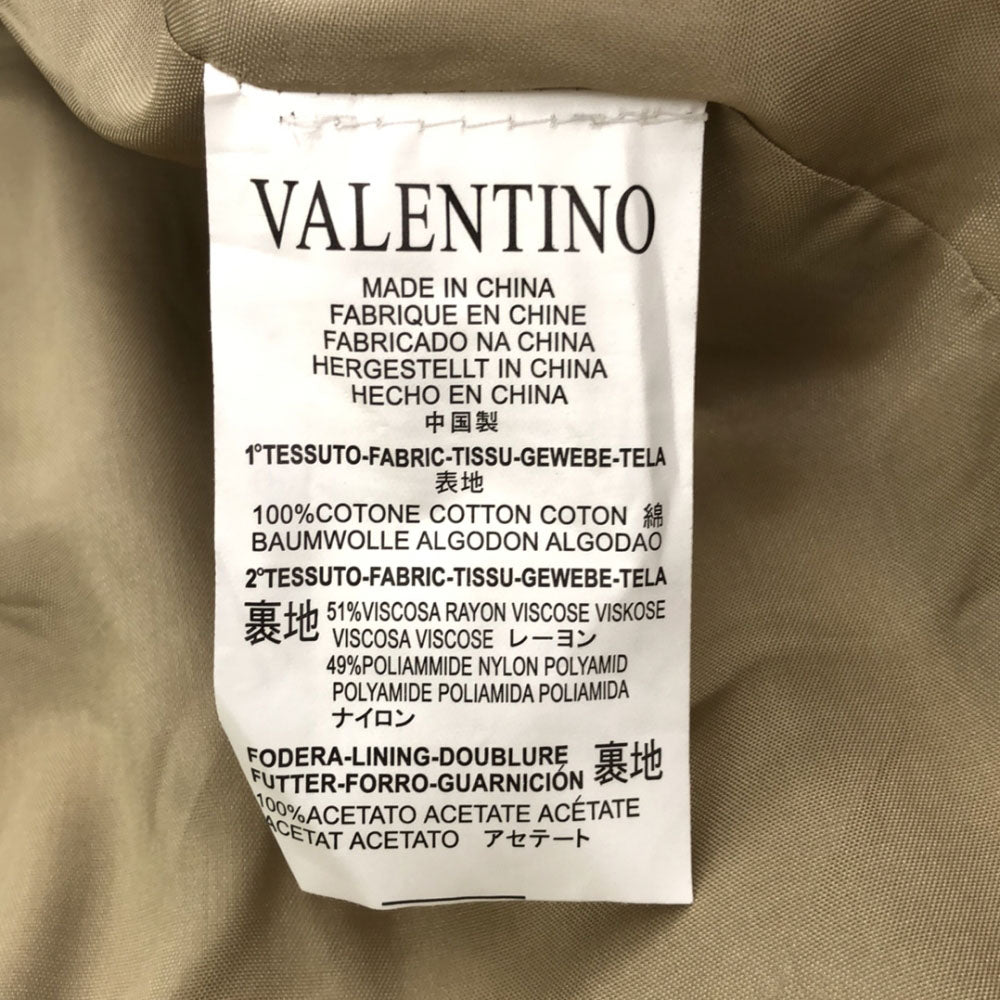 VALENTINO
MADE IN CHINA
FABRIQUE EN CHINE
FABRICADO NA CHINA
HERGESTELLT IN CHINA
HECHO EN CHINA
中国製
1°TESSUTO-FABRIC-TISSU-GEWEBE-TELA
表地
100%COTONE COTTON COTON 綿
BAUMWOLLE ALGODON ALGODAO
2°TESSUTO-FABRIC-TISSU-GEWEBE-TELA
裏地 51%VISCOSA RAYON VISCOSE VISKOSE
VISCOSA VISCOSE レーヨン
49%POLIAMMIDE NYLON POLYAMID
POLYAMIDE POLIAMIDA POLIAMIDA
ナイロン
FODERA-LINING-DOUBLURE 裏地
FUTTER-FORRO-GUARNICIÓN
100%ACETATO ACETATE ACÉTATE
ACETAT ACETATO アセテート